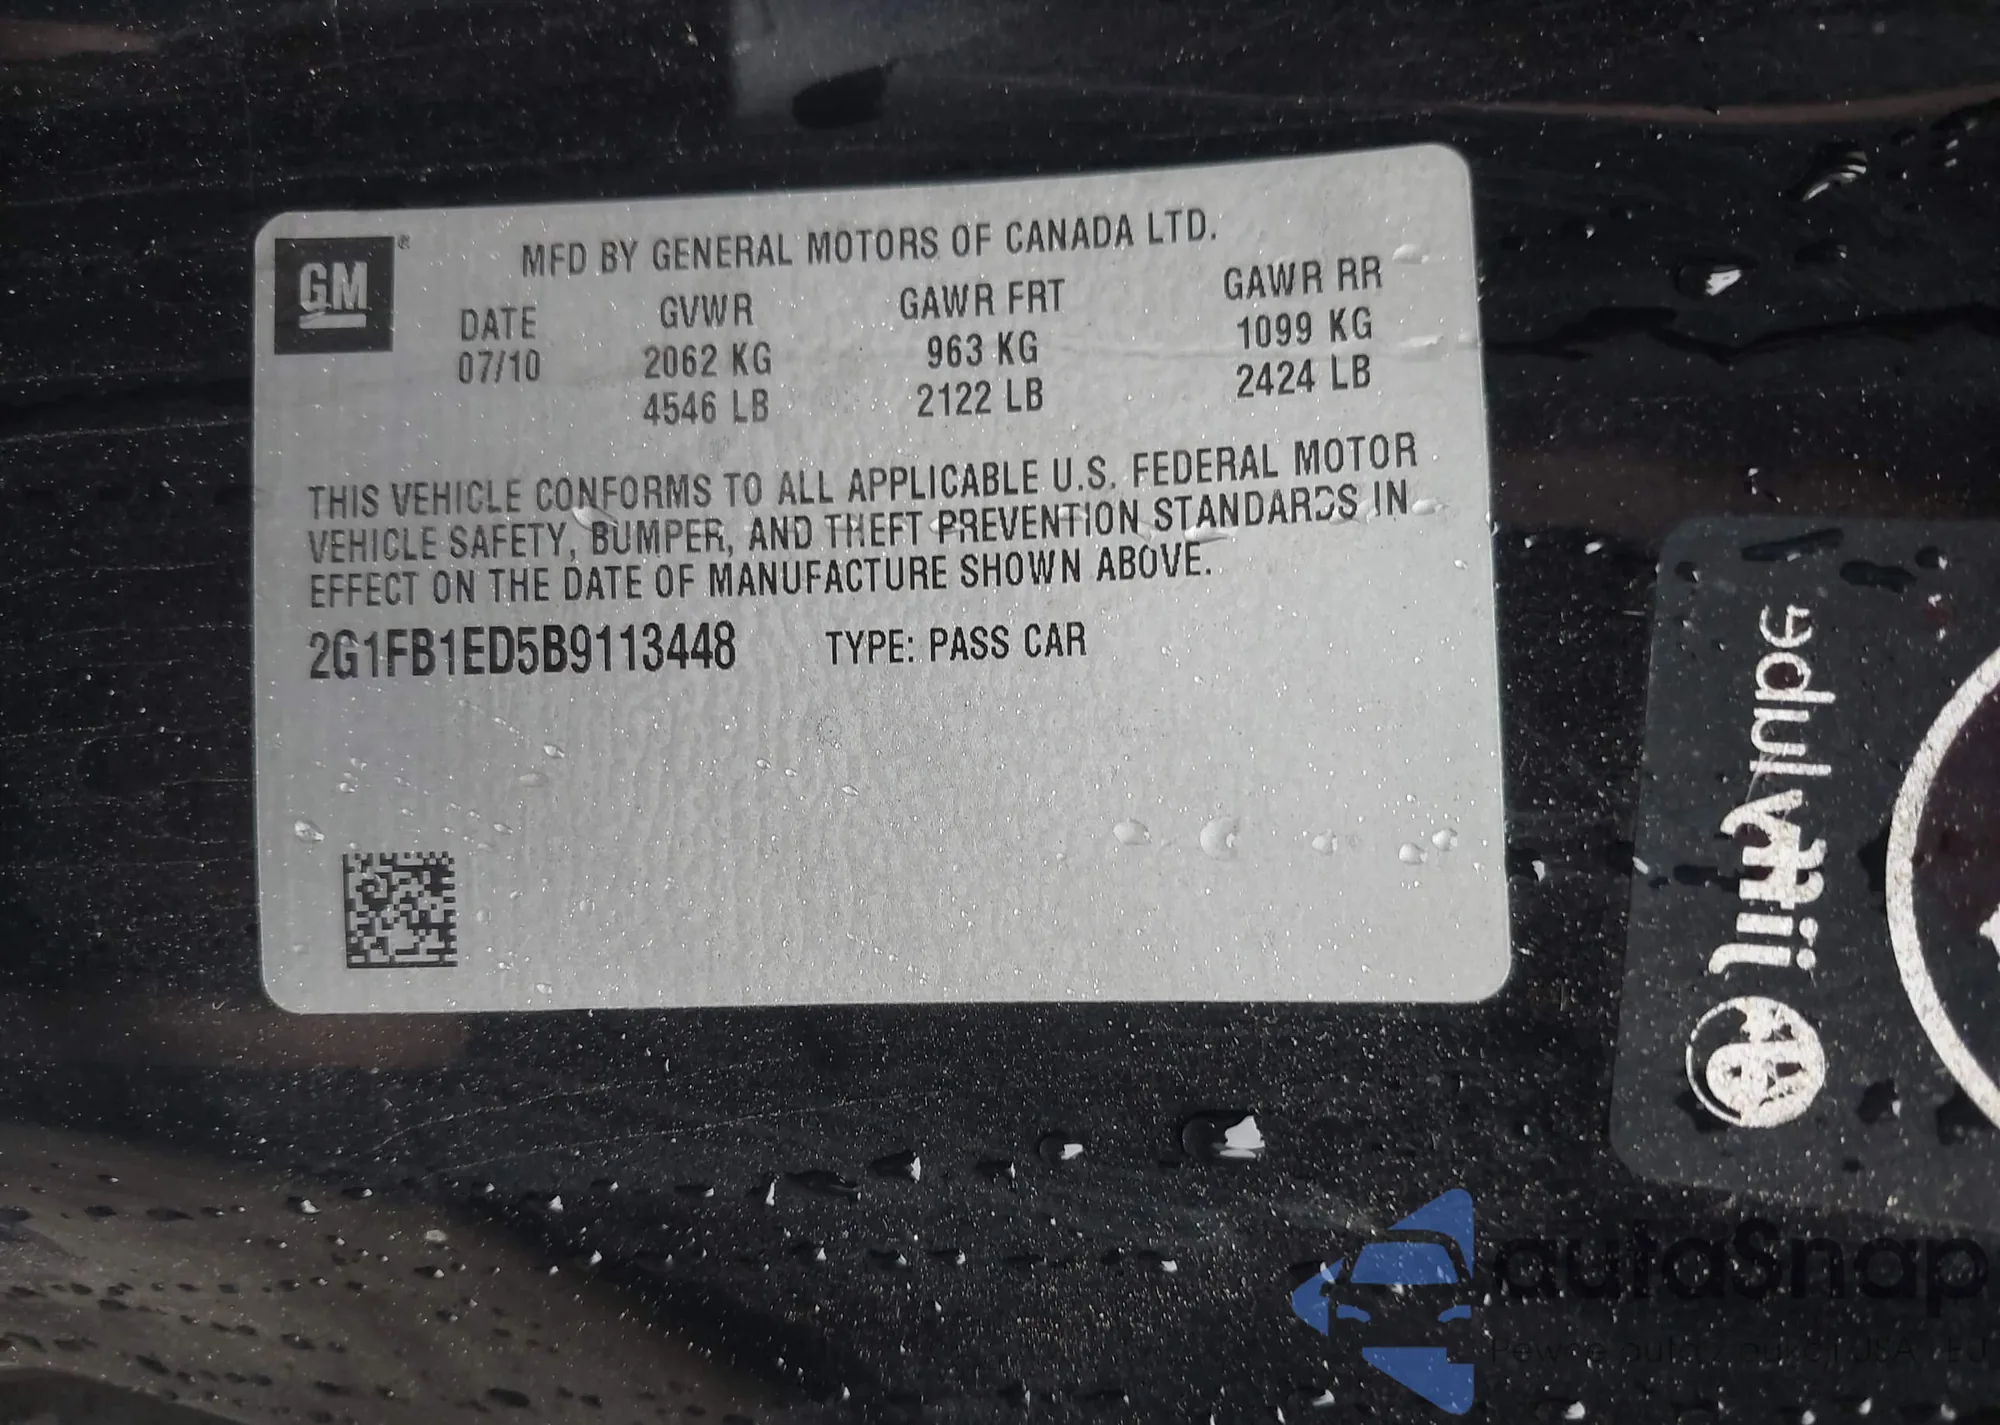 GM ®
MFD BY GENERAL MOTORS OF CANADA LTD.
DATE GVWR GAWR FRT GAWR RR
07/10 2062 KG 963 KG 1099 KG
4546 LB 2122 LB 2424 LB
THIS VEHICLE CONFORMS TO ALL APPLICABLE U.S. FEDERAL MOTOR
VEHICLE SAFETY, BUMPER, AND THEFT PREVENTION STANDARDS IN
EFFECT ON THE DATE OF MANUFACTURE SHOWN ABOVE.
2G1FB1ED5B9113448 TYPE: PASS CAR
autaSnap